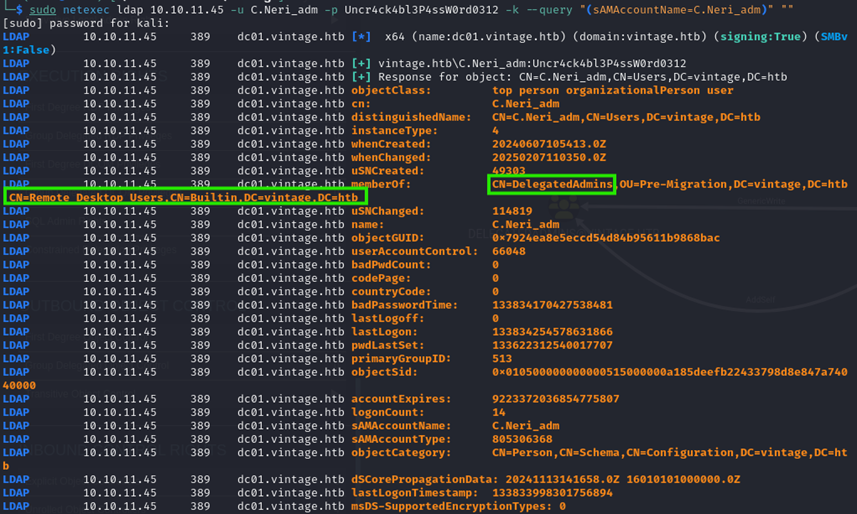 $ sudo netexec ldap 10.10.11.45 -u C.Neri_adm -p Uncr4ck4bl3P4ssW0rd0312 -k --query "(sAMAccountName=C.Neri_adm)" ""
[sudo] password for kali:
LDAP 10.10.11.45 389 dc01.vintage.htb [*] x64 (name:dc01.vintage.htb) (domain:vintage.htb) (signing:True) (SMBv
1:False)
LDAP 10.10.11.45 389 dc01.vintage.htb [+] vintage.htb\C.Neri_adm:Uncr4ck4bl3P4ssW0rd0312
LDAP 10.10.11.45 389 dc01.vintage.htb [+] Response for object: CN=C.Neri_adm,CN=Users,DC=vintage,DC=htb
LDAP 10.10.11.45 389 dc01.vintage.htb objectClass: top person organizationalPerson user
LDAP 10.10.11.45 389 dc01.vintage.htb cn: C.Neri_adm
LDAP 10.10.11.45 389 dc01.vintage.htb distinguishedName: CN=C.Neri_adm,CN=Users,DC=vintage,DC=htb
LDAP 10.10.11.45 389 dc01.vintage.htb instanceType: 4
LDAP 10.10.11.45 389 dc01.vintage.htb whenCreated: 20240607105413.0Z
LDAP 10.10.11.45 389 dc01.vintage.htb whenChanged: 20250207110350.0Z
LDAP 10.10.11.45 389 dc01.vintage.htb uSNCreated: 49303
LDAP 10.10.11.45 389 dc01.vintage.htb memberOf: CN=DelegatedAdmins,OU=Pre-Migration,DC=vintage,DC=htb
CN=Remote Desktop Users,CN=Builtin,DC=vintage,DC=htb
LDAP 10.10.11.45 389 dc01.vintage.htb uSNChanged: 114819
LDAP 10.10.11.45 389 dc01.vintage.htb name: C.Neri_adm
LDAP 10.10.11.45 389 dc01.vintage.htb objectGUID: 0×7924ea8e5eccd54d84b95611b9868bac
LDAP 10.10.11.45 389 dc01.vintage.htb userAccountControl: 66048
LDAP 10.10.11.45 389 dc01.vintage.htb badPwdCount: 0
LDAP 10.10.11.45 389 dc01.vintage.htb codePage: 0
LDAP 10.10.11.45 389 dc01.vintage.htb countryCode: 0
LDAP 10.10.11.45 389 dc01.vintage.htb badPasswordTime: 133834170427538481
LDAP 10.10.11.45 389 dc01.vintage.htb lastLogoff: 0
LDAP 10.10.11.45 389 dc01.vintage.htb lastLogon: 133834254578631866
LDAP 10.10.11.45 389 dc01.vintage.htb pwdLastSet: 133622312540017707
LDAP 10.10.11.45 389 dc01.vintage.htb primaryGroupID: 513
LDAP 10.10.11.45 389 dc01.vintage.htb objectSid: 0×010500000000000515000000a185deefb22433798d8e847a740
40000
LDAP 10.10.11.45 389 dc01.vintage.htb accountExpires: 9223372036854775807
LDAP 10.10.11.45 389 dc01.vintage.htb logonCount: 14
LDAP 10.10.11.45 389 dc01.vintage.htb sAMAccountName: C.Neri_adm
LDAP 10.10.11.45 389 dc01.vintage.htb sAMAccountType: 805306368
LDAP 10.10.11.45 389 dc01.vintage.htb objectCategory: CN=Person,CN=Schema,CN=Configuration,DC=vintage,DC=ht
b
LDAP 10.10.11.45 389 dc01.vintage.htb dSCorePropagationData: 20241113141658.0Z 16010101000000.0Z
LDAP 10.10.11.45 389 dc01.vintage.htb lastLogonTimestamp: 133833998301756894
LDAP 10.10.11.45 389 dc01.vintage.htb msDS-SupportedEncryptionTypes: 0